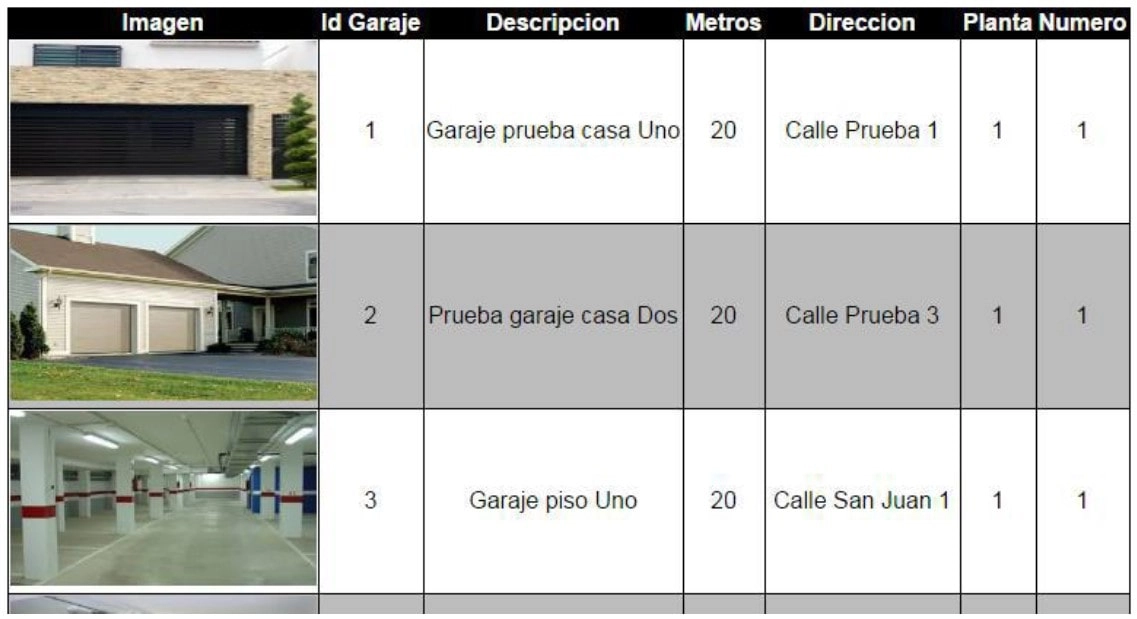 Imagen Id Garaje Descripcion Metros Direccion Planta Numero
1 Garaje prueba casa Uno 20 Calle Prueba 1 1 1
2 Prueba garaje casa Dos 20 Calle Prueba 3 1 1
3 Garaje piso Uno 20 Calle San Juan 1 1 1